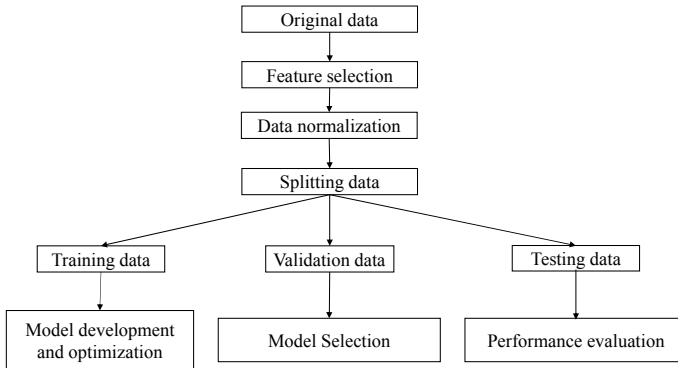 Original data
Feature selection
Data normalization
Splitting data
Training data
Validation data
Testing data
Model development
and optimization
Model Selection
Performance evaluation